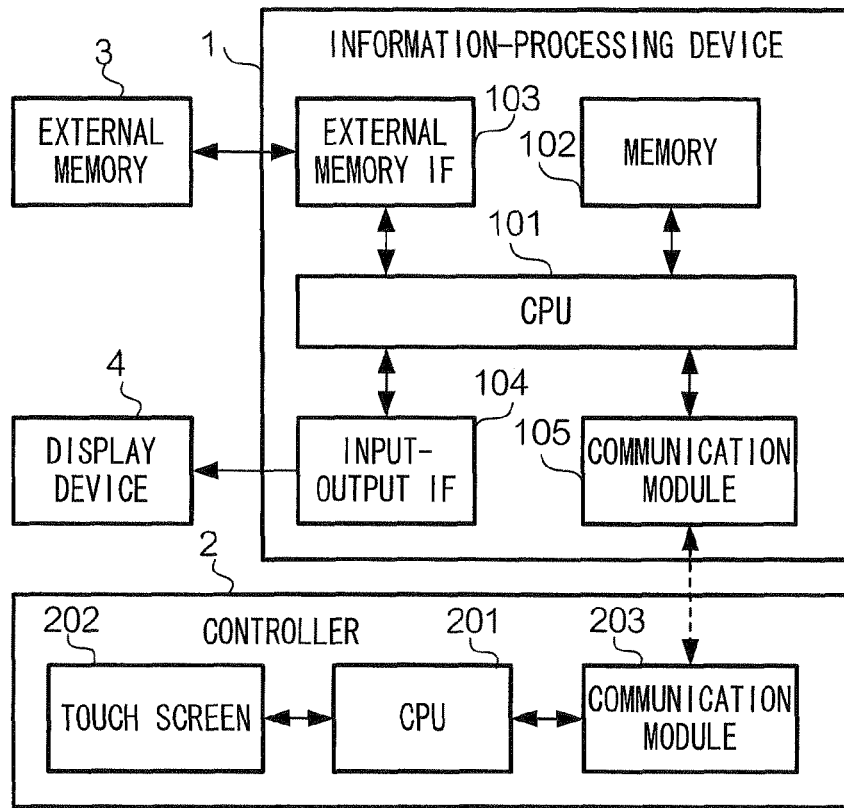 1
INFORMATION-PROCESSING DEVICE
3
103
EXTERNAL
MEMORY
EXTERNAL
MEMORY IF
102
MEMORY
101
CPU
4
104
105
DISPLAY
DEVICE
INPUT-
OUTPUT IF
COMMUNICATION
MODULE
2
202
CONTROLLER
201
203
TOUCH SCREEN
CPU
COMMUNICATION
MODULE